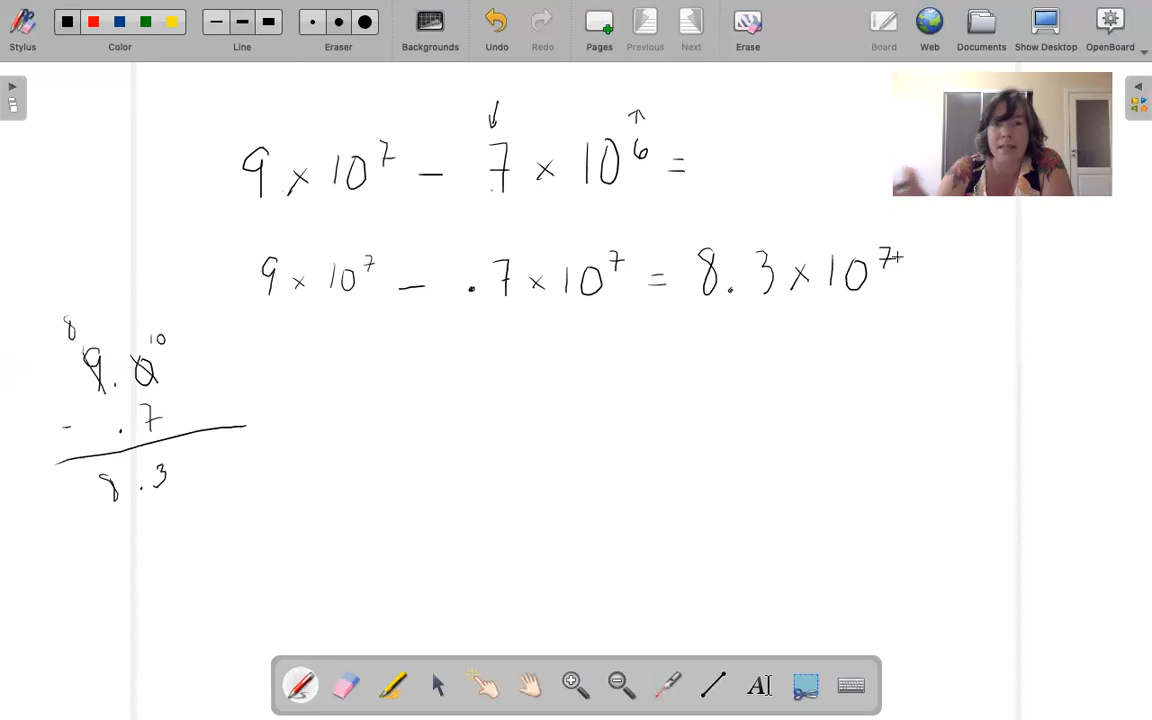 Stylus Color Line Eraser Backgrounds Undo Redo Pages Previous Next Erase Board Web Documents Show Desktop OpenBoard
9 × 10⁷ − 7 × 10⁶ =
9 × 10⁷ − .7 × 10⁷ = 8.3 × 10⁷
8 10
9.0
- .7
8.3
A